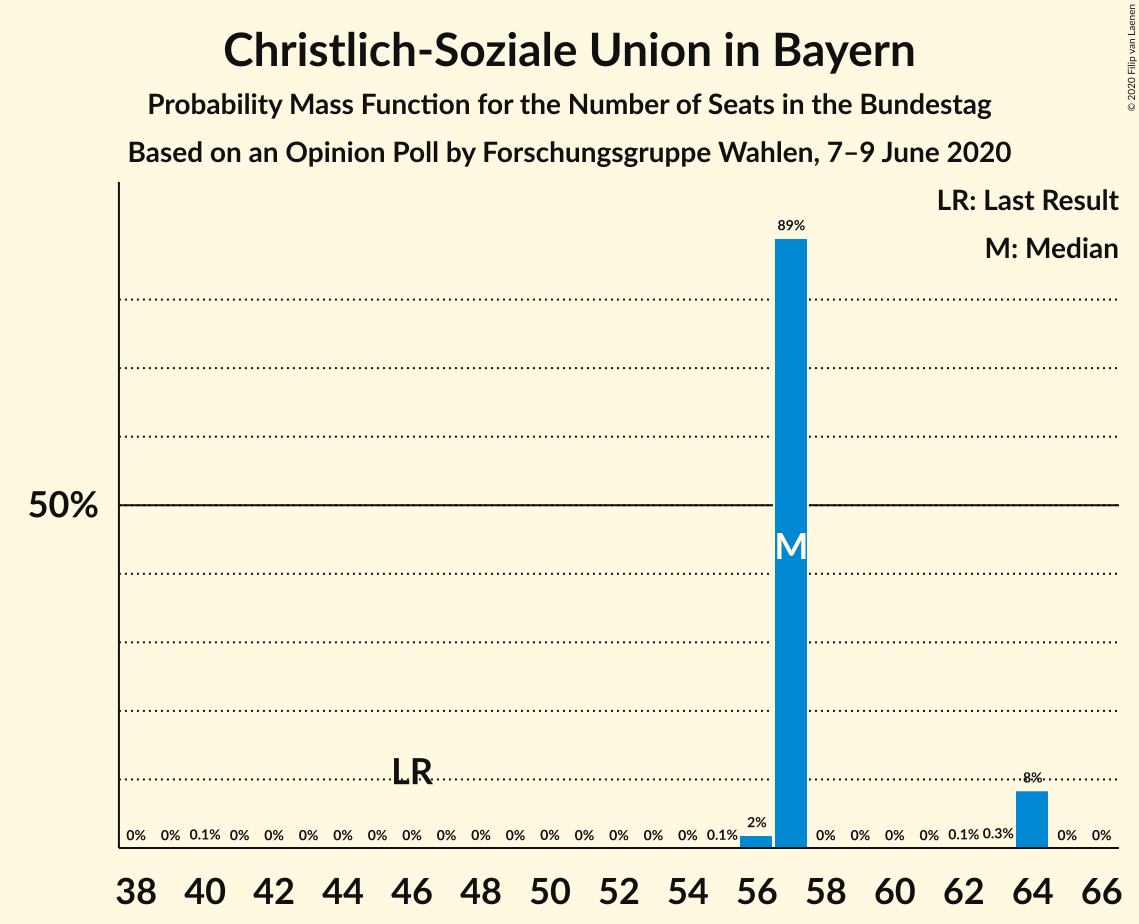 Christlich-Soziale Union in Bayern
Probability Mass Function for the Number of Seats in the Bundestag
Based on an Opinion Poll by Forschungsgruppe Wahlen, 7–9 June 2020
© 2020 Filip van Laenen
LR: Last Result
M: Median
89%
50%
M
LR
8%
2%
0% 0% 0.1% 0% 0% 0% 0% 0% 0% 0% 0% 0% 0% 0% 0% 0% 0% 0.1% 0% 0% 0% 0% 0.1% 0.3% 0% 0%
38 40 42 44 46 48 50 52 54 56 58 60 62 64 66